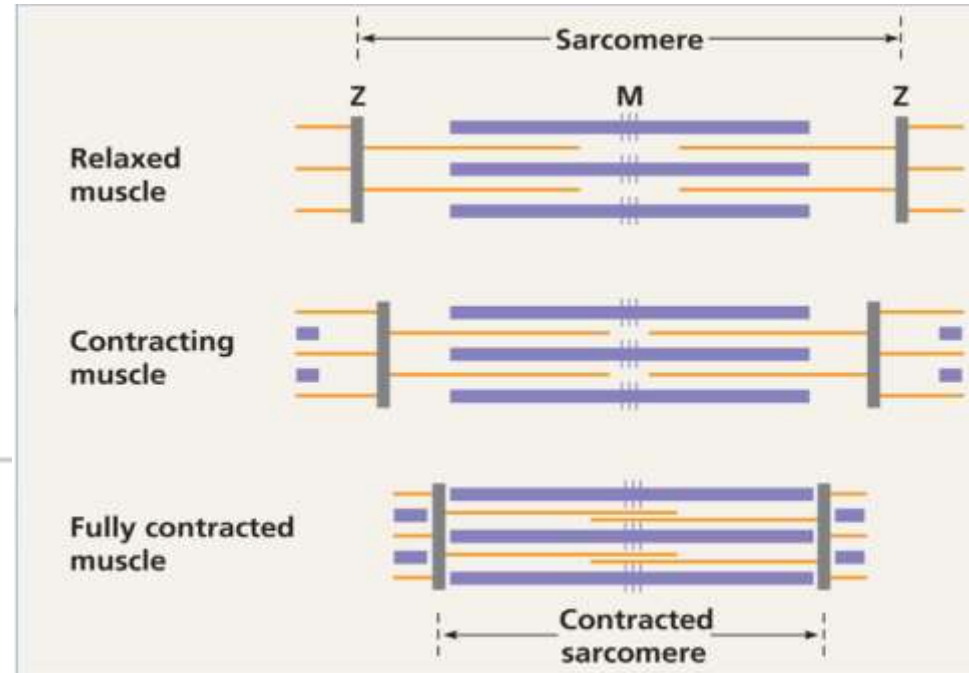 Sarcomere
Z M Z
Relaxed
muscle
Contracting
muscle
Fully contracted
muscle
Contracted
sarcomere